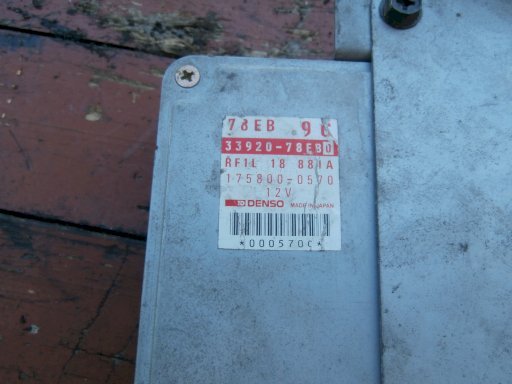 78EB 96
33920-78EB0
RF1L 18 881A
175800-0570
12V
DENSO MADE IN JAPAN
*000570C*